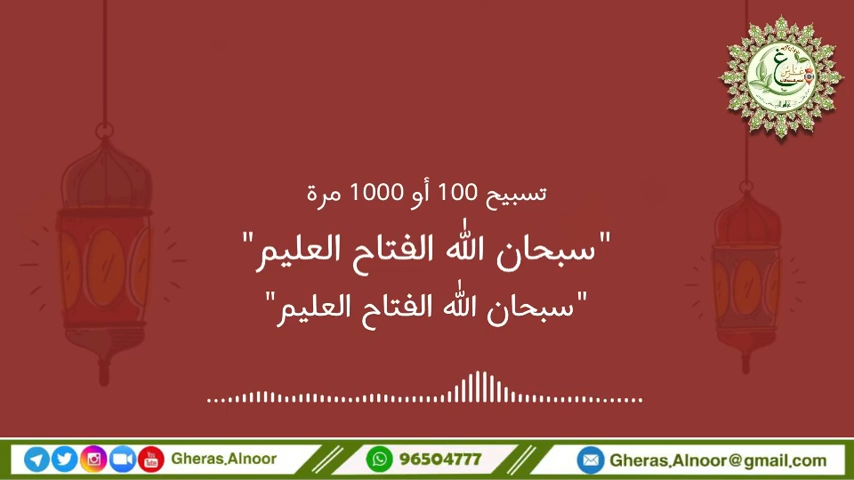 تسبيح 100 أو 1000 مرة
"سبحان الله الفتاح العليم"
"سبحان الله الفتاح العليم"
Gheras.Alnoor
96504777
Gheras.Alnoor@gmail.com